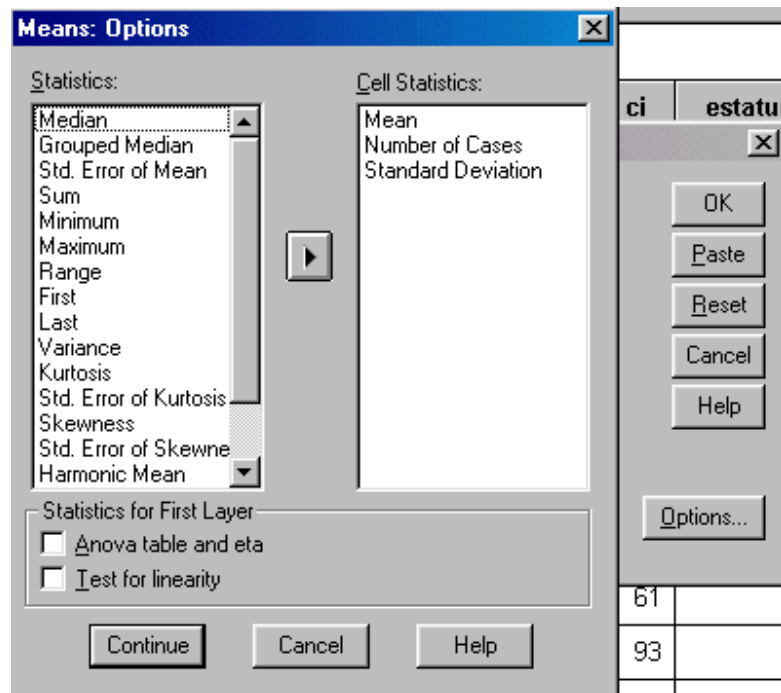 Means: Options
Statistics:
Median
Grouped Median
Std. Error of Mean
Sum
Minimum
Maximum
Range
First
Last
Variance
Kurtosis
Std. Error of Kurtosis
Skewness
Std. Error of Skewne
Harmonic Mean
Cell Statistics:
Mean
Number of Cases
Standard Deviation
Statistics for First Layer
Anova table and eta
Test for linearity
Continue
Cancel
Help
ci
estatu
OK
Paste
Reset
Cancel
Help
Options...
61
93